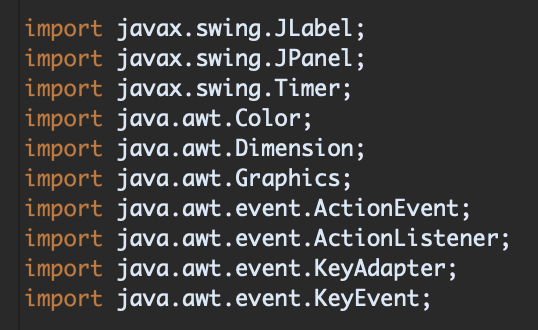 import javax.swing.JLabel;
import javax.swing.JPanel;
import javax.swing.Timer;
import java.awt.Color;
import java.awt.Dimension;
import java.awt.Graphics;
import java.awt.event.ActionEvent;
import java.awt.event.ActionListener;
import java.awt.event.KeyAdapter;
import java.awt.event.KeyEvent;